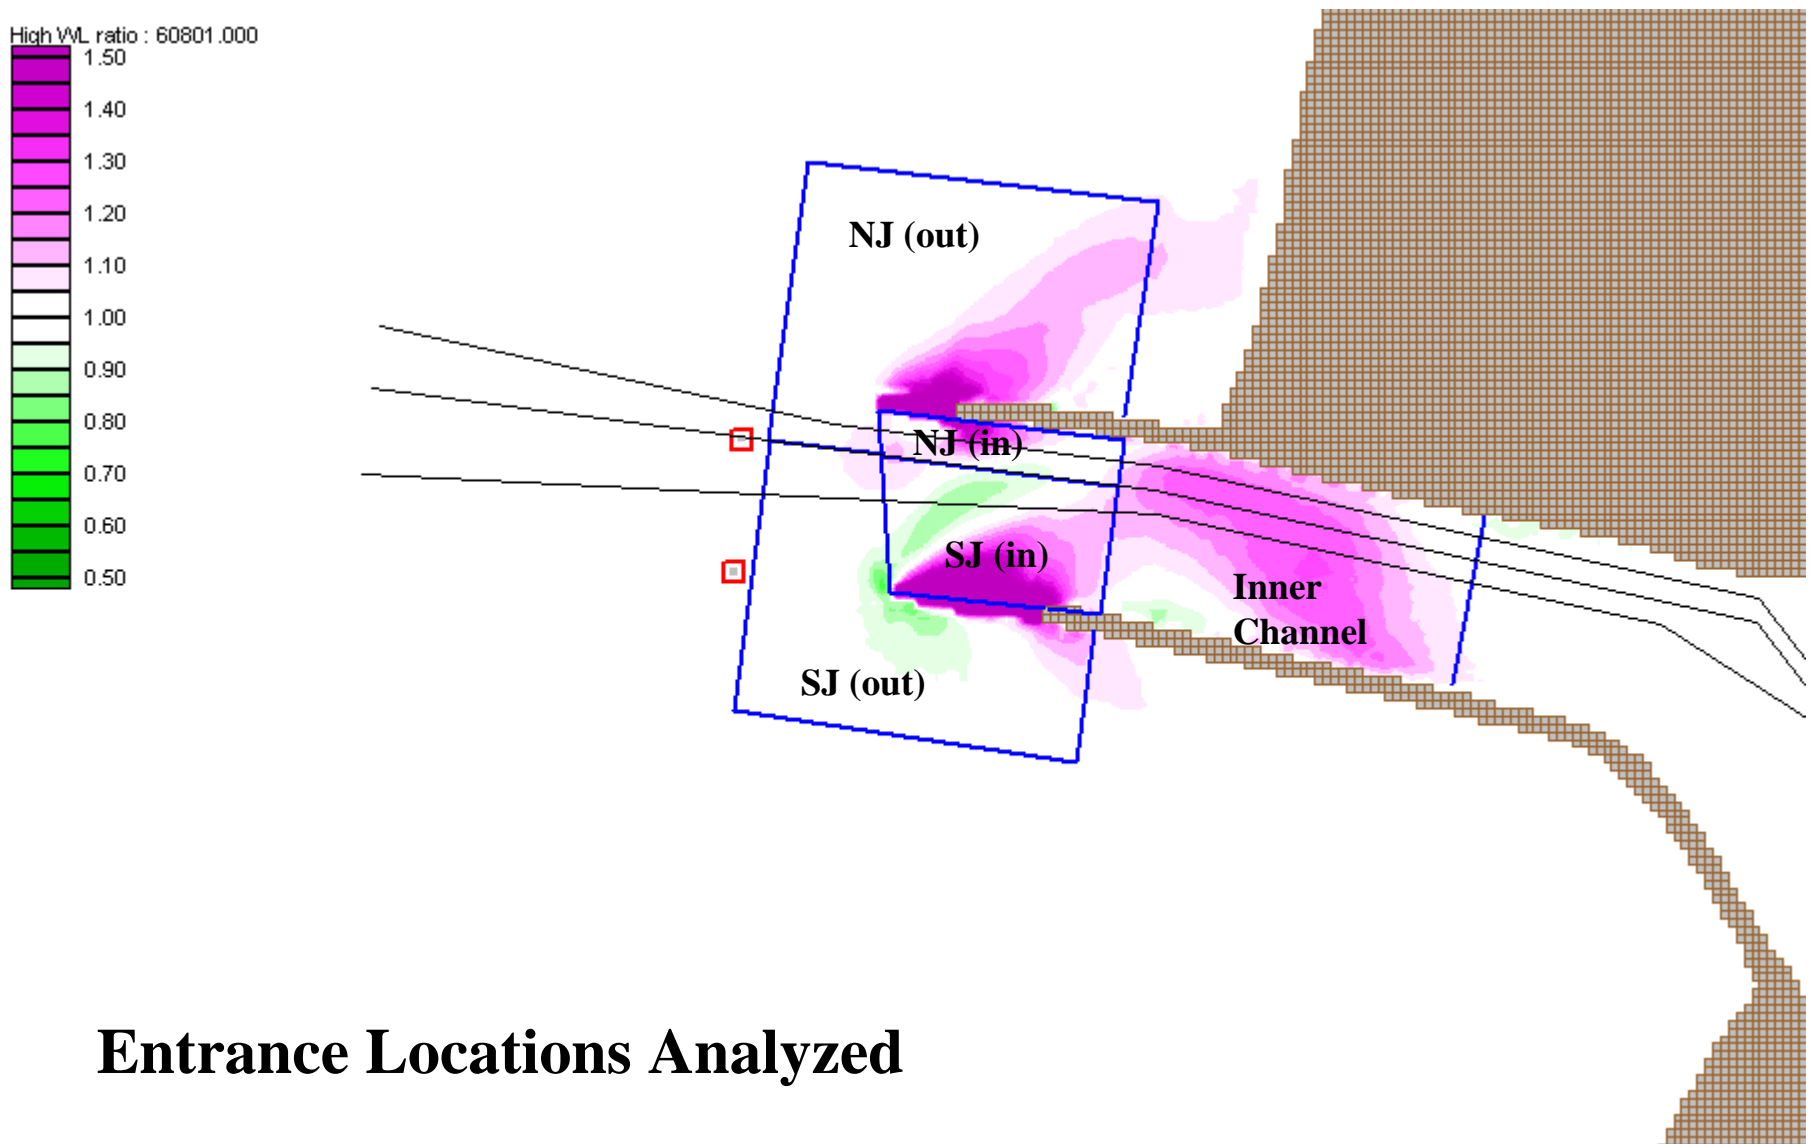 High WL ratio : 60801.000
1.50
1.40
1.30
1.20
1.10
1.00
0.90
0.80
0.70
0.60
0.50
NJ (out)
NJ (in)
SJ (in)
Inner
Channel
SJ (out)
Entrance Locations Analyzed